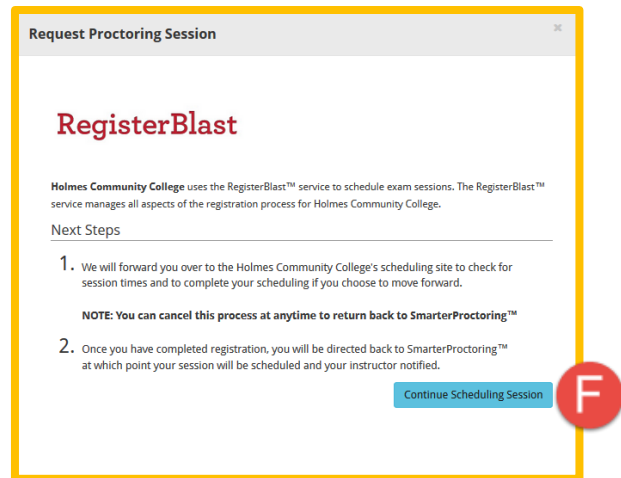 Request Proctoring Session ×
RegisterBlast
Holmes Community College uses the RegisterBlast™ service to schedule exam sessions. The RegisterBlast™
service manages all aspects of the registration process for Holmes Community College.
Next Steps
1. We will forward you over to the Holmes Community College's scheduling site to check for
session times and to complete your scheduling if you choose to move forward.
NOTE: You can cancel this process at anytime to return back to SmarterProctoring™
2. Once you have completed registration, you will be directed back to SmarterProctoring™
at which point your session will be scheduled and your instructor notified.
Continue Scheduling Session
F